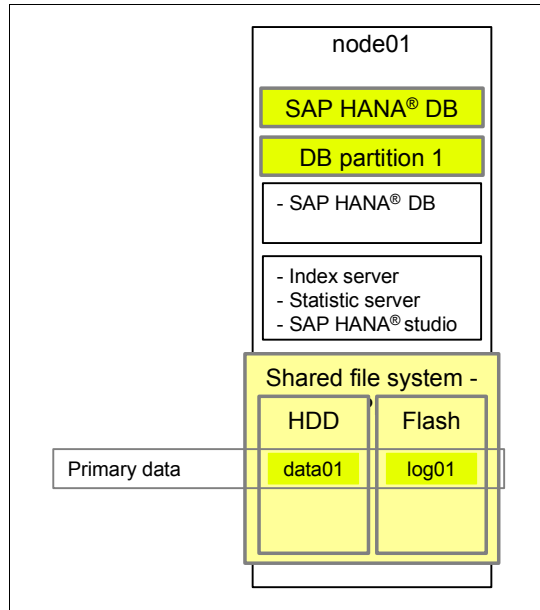 node01
SAP HANA® DB
DB partition 1
- SAP HANA® DB
- Index server
- Statistic server
- SAP HANA® studio
Shared file system -
HDD
Flash
Primary data
data01
log01